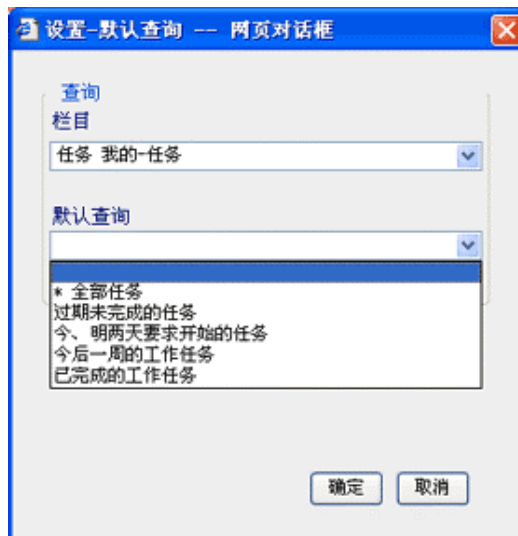 设置-默认查询 -- 网页对话框
查询
栏目
任务 我的-任务
默认查询
* 全部任务
过期未完成的任务
今、明两天要求开始的任务
今后一周的工作任务
已完成的工作任务
确定 取消